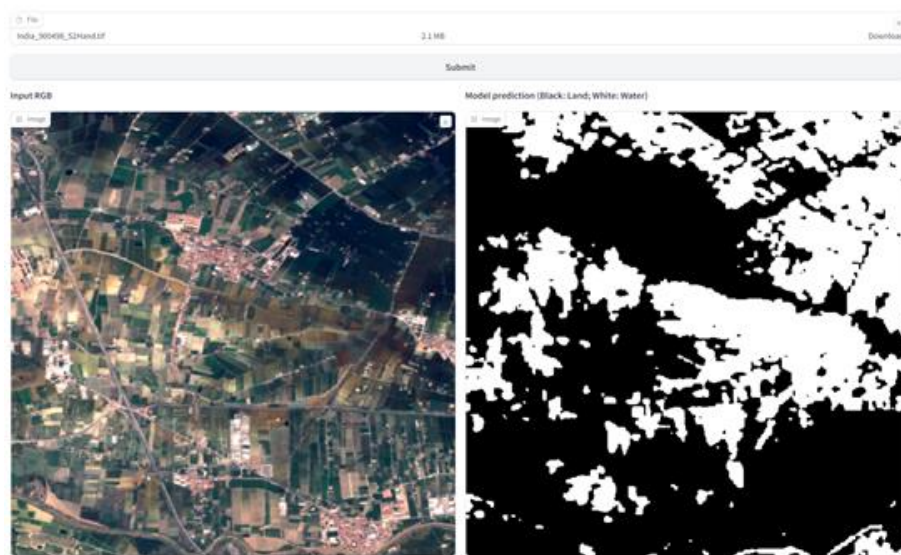 File
India_900498_S2Hand.tif 2.1 MB Download
Submit
Input RGB Model prediction (Black: Land; White: Water)
Image Image